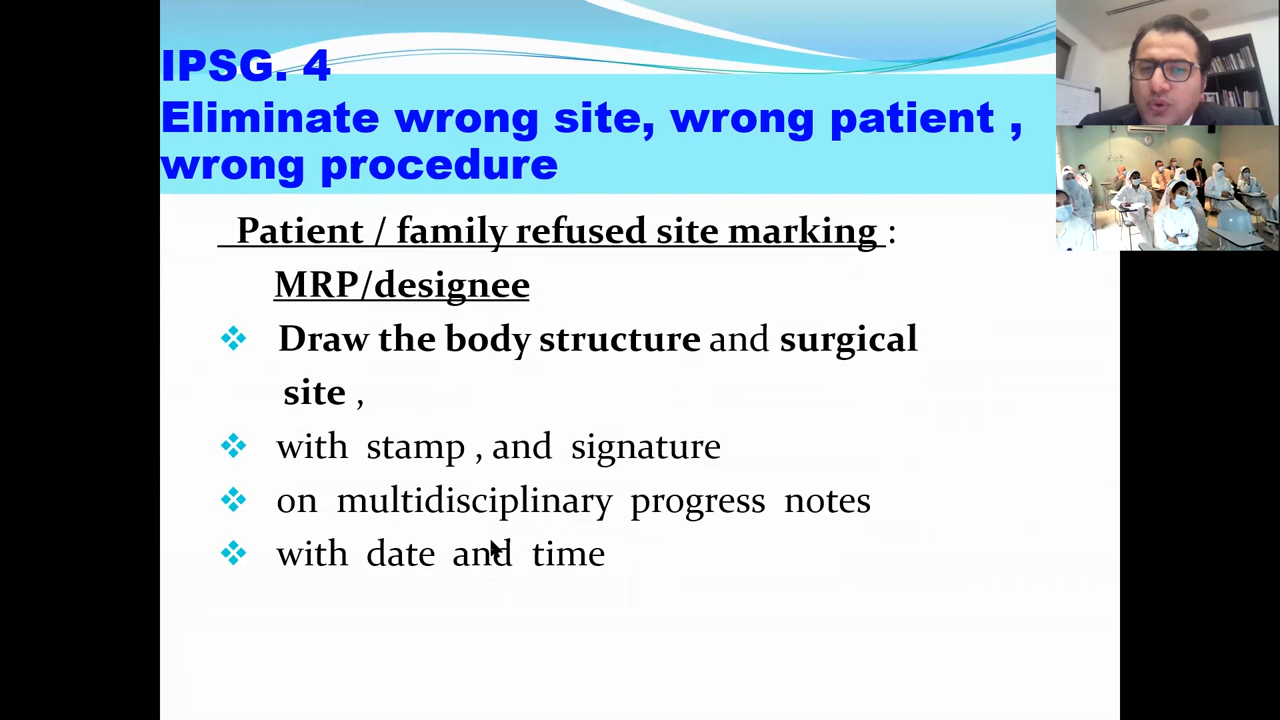 IPSG. 4
Eliminate wrong site, wrong patient ,
wrong procedure
Patient / family refused site marking :
MRP/designee
❖ Draw the body structure and surgical
site ,
❖ with stamp , and signature
❖ on multidisciplinary progress notes
❖ with date and time